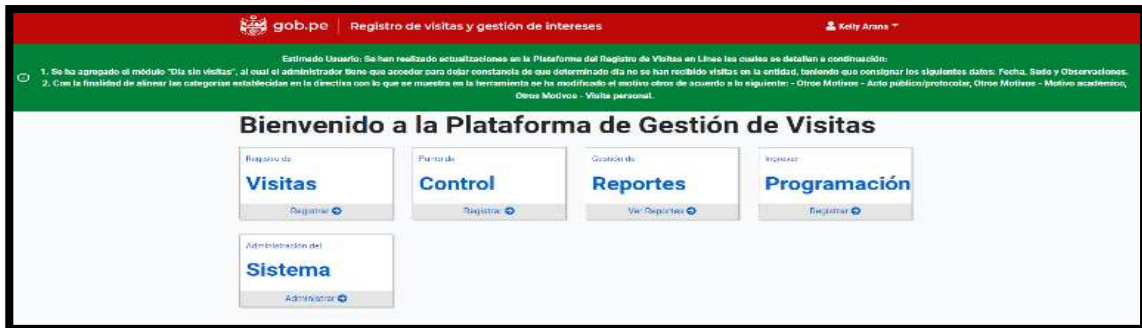 gob.pe | Registro de visitas y gestión de intereses
Kelly Arana
Estimado Usuario: Se han realizado actualizaciones en la Plataforma del Registro de Visitas en Línea las cuales se detallan a continuación:
1. Se ha agregado el módulo "Día sin visitas", al cual el administrador tiene que acceder para dejar constancia de que determinado día no se han recibido visitas en la entidad, teniendo que consignar los siguientes datos: Fecha, Sede y Observaciones.
2. Con la finalidad de alinear las categorías establecidas en la directiva con lo que se muestra en la herramienta se ha modificado el motivo otros de acuerdo a lo siguiente: - Otros Motivos - Acto público/protocolar, Otros Motivos - Motivo académico,
Otros Motivos - Visita personal.
Bienvenido a la Plataforma de Gestión de Visitas
Registro de
Visitas
Registrar
Punto de
Control
Registrar
Gestión de
Reportes
Ver Reportes
Ingresar
Programación
Registrar
Administración del
Sistema
Administrar